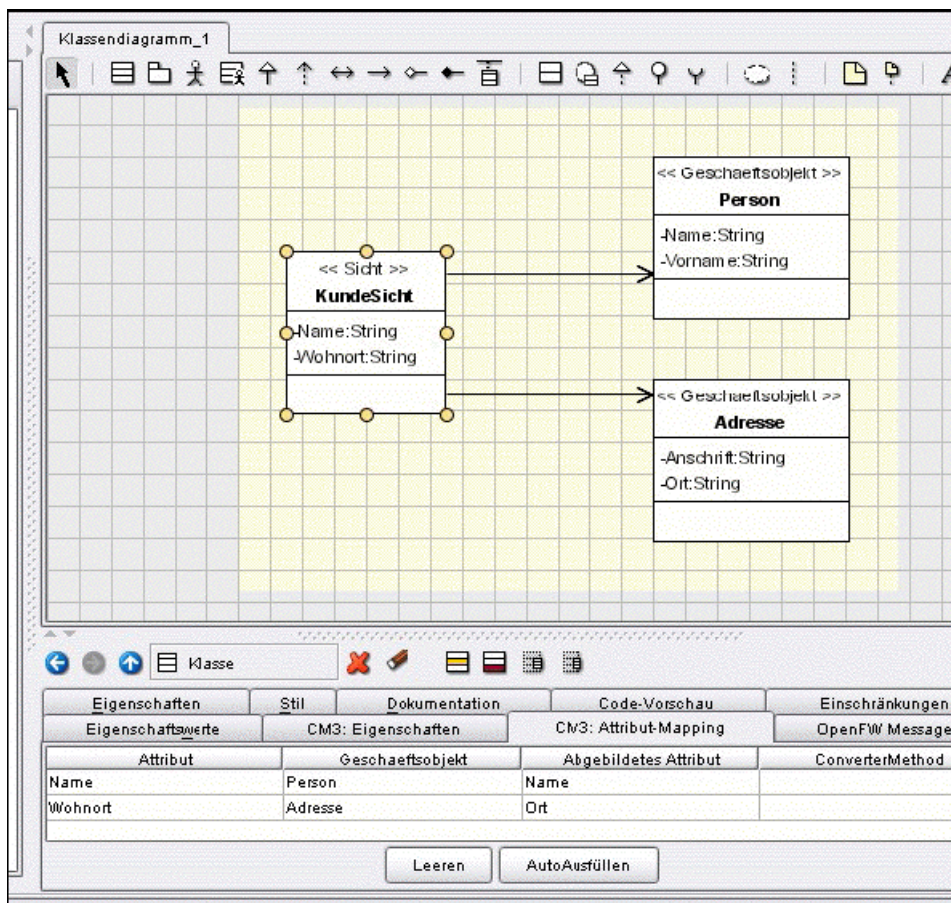 Klassendiagramm_1
A
<< Geschaeftsobjekt >>
Person
-Name:String
-Vorname:String
<< Sicht >>
KundeSicht
-Name:String
-Wohnort:String
<< Geschaeftsobjekt >>
Adresse
-Anschrift:String
-Ort:String
Klasse
Eigenschaften Stil Dokumentation Code-Vorschau Einschränkungen
Eigenschaftswerte CM3: Eigenschaften CM3: Attribut-Mapping OpenFW Message
Attribut Geschaeftsobjekt Abgebildetes Attribut ConverterMethod
Name Person Name
Wohnort Adresse Ort
Leeren AutoAusfüllen